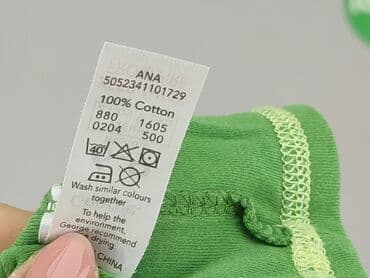 ANA
5052341101729
100% Cotton
880 1605
0204 500
40
Wash similar colours
together
To help the
environment,
George recommend
drying.
CHINA